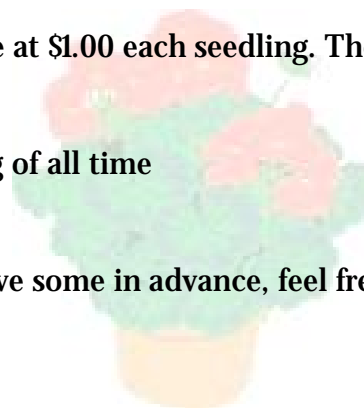 e at $1.00 each seedling. Th
g of all time
ve some in advance, feel fre